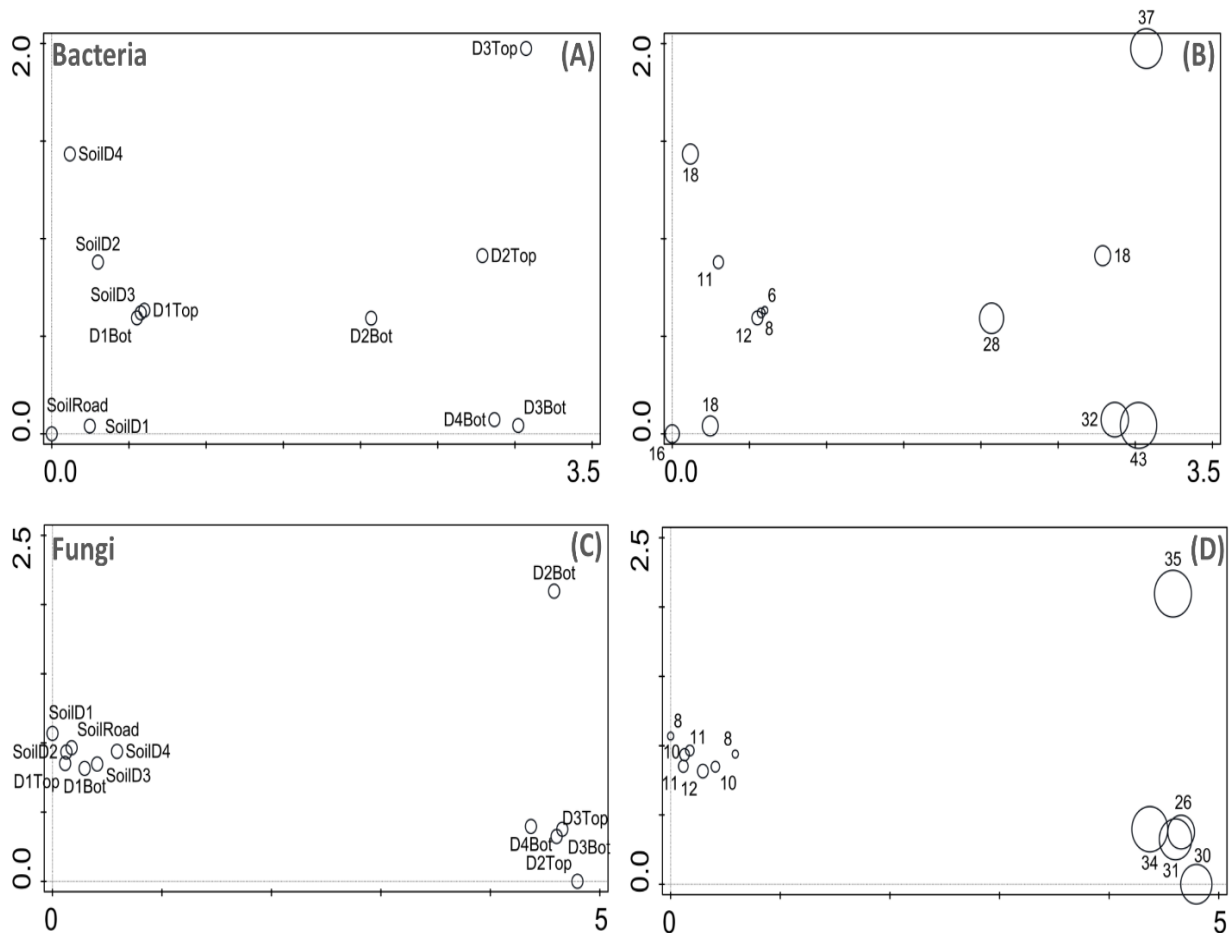 Bacteria
(A)
2.0
0.0
D3Top
SoilD4
SoilD2
D2Top
SoilD3
D1Top
D1Bot
D2Bot
SoilRoad
SoilD1
D4Bot
D3Bot
0.0
3.5
(B)
2.0
0.0
37
18
11
18
6
12
8
28
18
32
16
43
0.0
3.5
Fungi
(C)
2.5
0.0
D2Bot
SoilD1
SoilRoad
SoilD2
SoilD4
D1Top
D1Bot
SoilD3
D3Top
D4Bot
D3Bot
D2Top
0
5
(D)
2.5
0.0
35
8
11
8
10
11
12
10
26
34
31
30
0
5